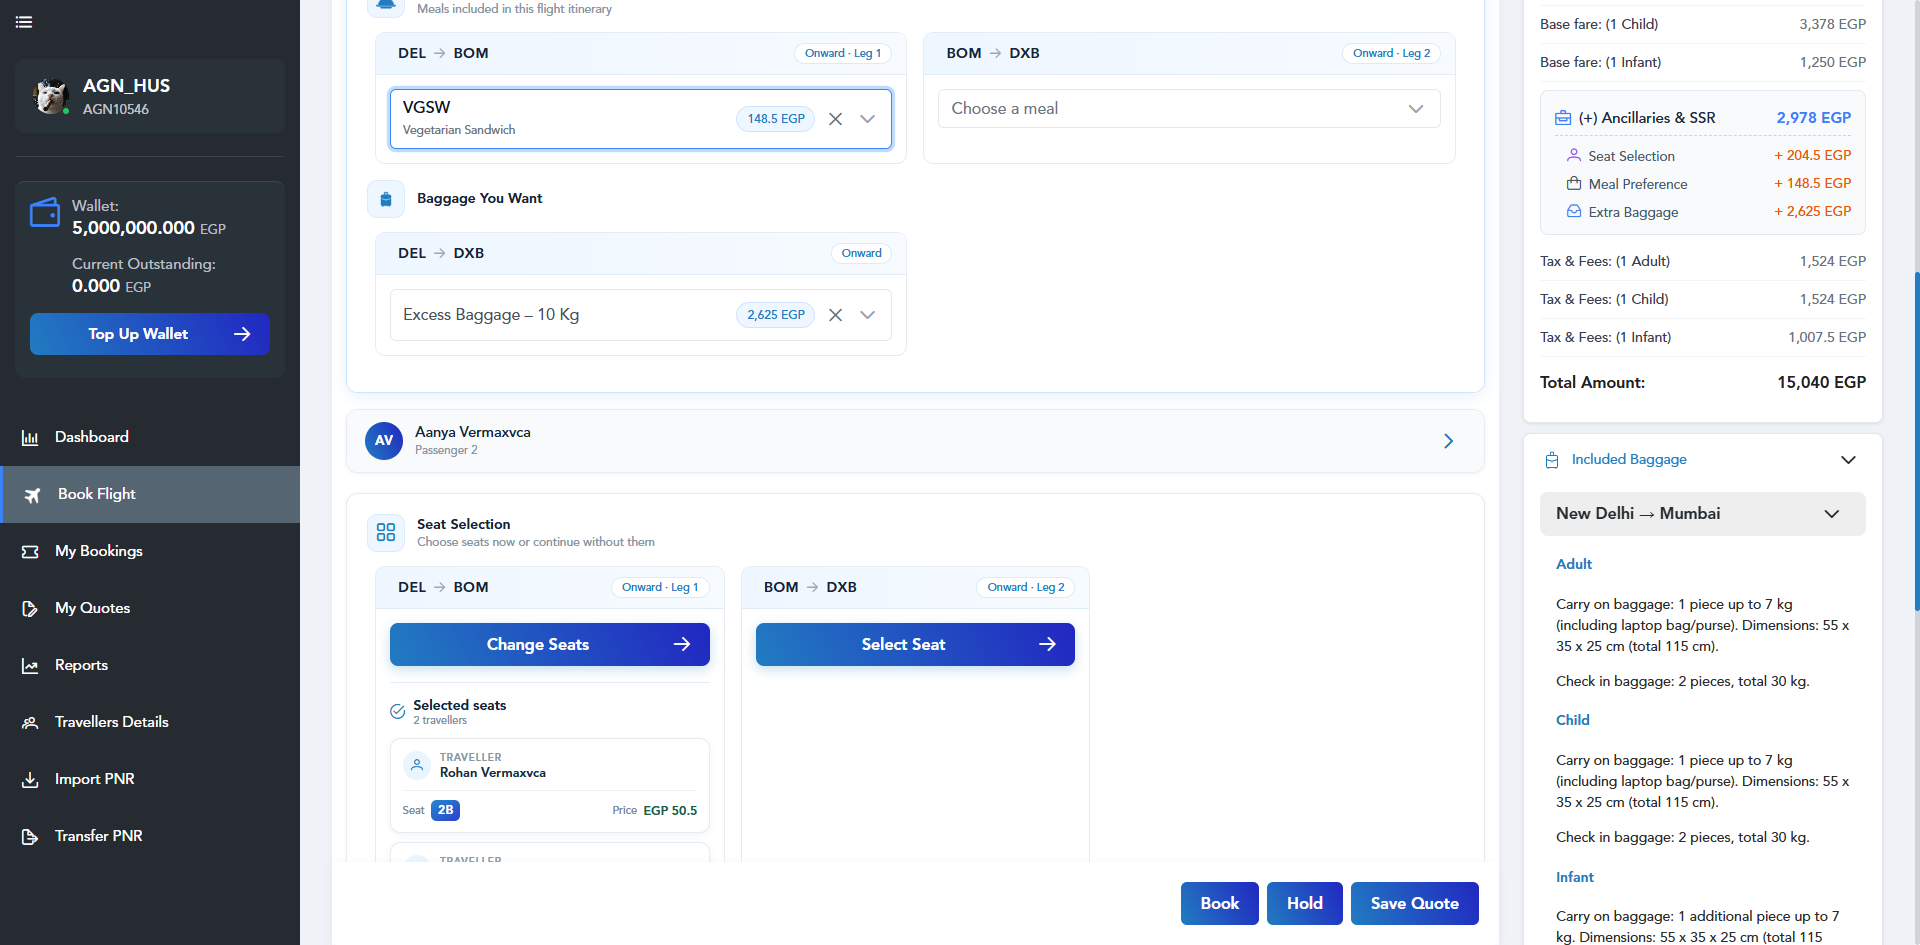 AGN_HUS
AGN10546
Wallet:
5,000,000.000 EGP
Current Outstanding:
0.000 EGP
Top Up Wallet
Dashboard
Book Flight
My Bookings
My Quotes
Reports
Travellers Details
Import PNR
Transfer PNR
Meals included in this flight itinerary
DEL → BOM
Onward · Leg 1
VGSW
Vegetarian Sandwich
148.5 EGP
BOM → DXB
Onward · Leg 2
Choose a meal
Baggage You Want
DEL → DXB
Onward
Excess Baggage – 10 Kg
2,625 EGP
AV
Aanya Vermaxvca
Passenger 2
Seat Selection
Choose seats now or continue without them
DEL → BOM
Onward · Leg 1
Change Seats
Selected seats
2 travellers
TRAVELLER
Rohan Vermaxvca
Seat 2B
Price EGP 50.5
TRAVELLER
BOM → DXB
Onward · Leg 2
Select Seat
Book
Hold
Save Quote
Base fare: (1 Child) 3,378 EGP
Base fare: (1 Infant) 1,250 EGP
(+) Ancillaries & SSR 2,978 EGP
Seat Selection + 204.5 EGP
Meal Preference + 148.5 EGP
Extra Baggage + 2,625 EGP
Tax & Fees: (1 Adult) 1,524 EGP
Tax & Fees: (1 Child) 1,524 EGP
Tax & Fees: (1 Infant) 1,007.5 EGP
Total Amount: 15,040 EGP
Included Baggage
New Delhi → Mumbai
Adult
Carry on baggage: 1 piece up to 7 kg
(including laptop bag/purse). Dimensions: 55 x
35 x 25 cm (total 115 cm).
Check in baggage: 2 pieces, total 30 kg.
Child
Carry on baggage: 1 piece up to 7 kg
(including laptop bag/purse). Dimensions: 55 x
35 x 25 cm (total 115 cm).
Check in baggage: 2 pieces, total 30 kg.
Infant
Carry on baggage: 1 additional piece up to 7
kg. Dimensions: 55 x 35 x 25 cm (total 115